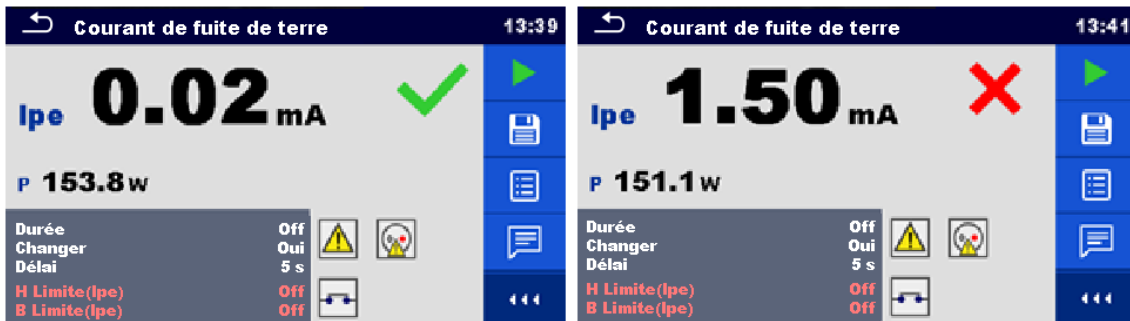 Courant de fuite de terre 13:39
Ipe 0.02 mA
P 153.8 W
Durée Off
Changer Oui
Délai 5 s
H Limite(Ipe) Off
B Limite(Ipe) Off
Courant de fuite de terre 13:41
Ipe 1.50 mA
P 151.1 W
Durée Off
Changer Oui
Délai 5 s
H Limite(Ipe) Off
B Limite(Ipe) Off